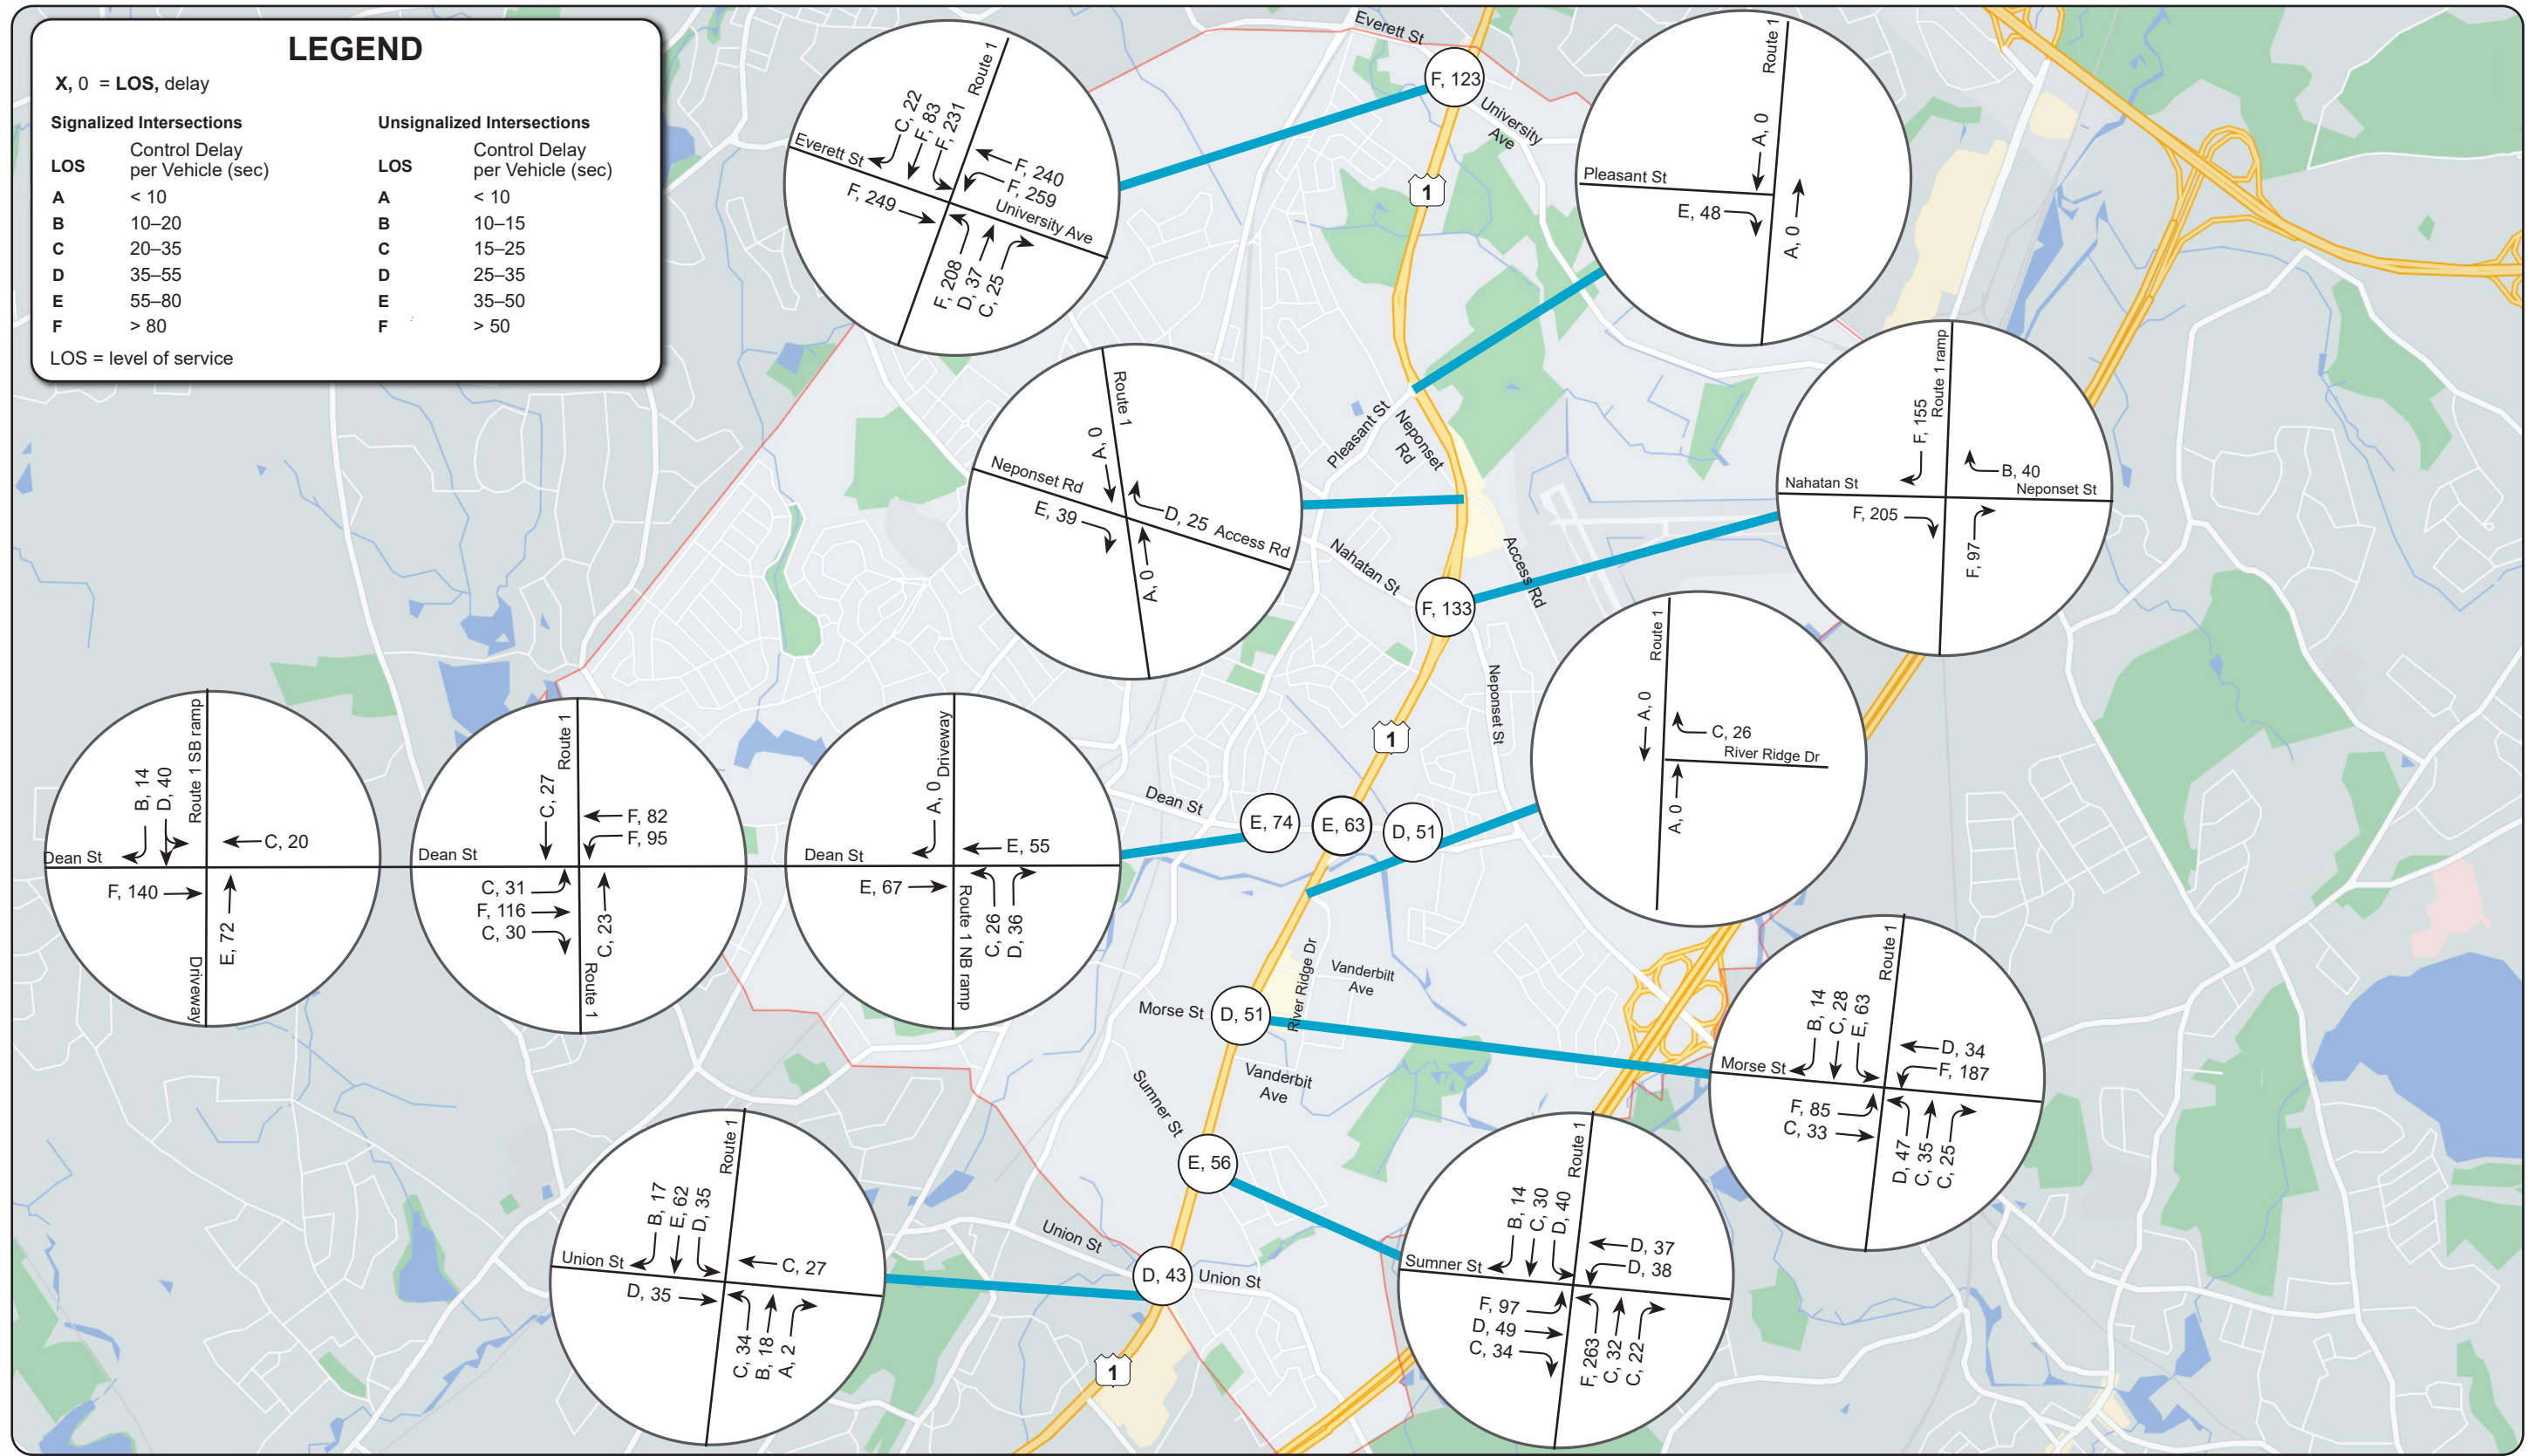 LEGEND
X, 0 = LOS, delay
Signalized Intersections
LOS Control Delay per Vehicle (sec)
A < 10
B 10–20
C 20–35
D 35–55
E 55–80
F > 80
Unsignalized Intersections
LOS Control Delay per Vehicle (sec)
A < 10
B 10–15
C 15–25
D 25–35
E 35–50
F > 50
LOS = level of service
Route 1
C, 22
F, 83
F, 231
Everett St
F, 240
F, 259
F, 249
University Ave
F, 208
D, 37
C, 25
Everett St
F, 123
University
Ave
1
Route 1
A, 0
Pleasant St
E, 48
A, 0
Route 1
A, 0
Neponset Rd
E, 39
D, 25
Access Rd
A, 0
Pleasant St
Neponset
Rd
Route 1 ramp
F, 155
B, 40
Nahatan St
Neponset St
F, 205
F, 97
Nahatan St
Access Rd
F, 133
Neponset St
1
Route 1
A, 0
C, 26
River Ridge Dr
A, 0
Route 1 SB ramp
B, 14
D, 40
C, 20
Dean St
F, 140
E, 72
Driveway
Route 1
C, 27
F, 82
F, 95
Dean St
C, 31
F, 116
C, 30
C, 23
Route 1
Driveway
A, 0
E, 55
Dean St
E, 67
C, 26
D, 36
Route 1 NB ramp
Dean St
E, 74
E, 63
D, 51
River Ridge Dr
Vanderbilt
Ave
Morse St
D, 51
Vanderbit
Ave
Sumner St
E, 56
Route 1
B, 14
C, 28
E, 63
D, 34
F, 187
Morse St
F, 85
C, 33
D, 47
C, 35
C, 25
Route 1
B, 17
E, 62
D, 35
Union St
C, 27
D, 35
C, 34
B, 18
A, 2
Union St
D, 43
Union St
1
Route 1
B, 14
C, 30
D, 40
D, 37
D, 38
Sumner St
F, 97
D, 49
C, 34
F, 263
C, 32
C, 22